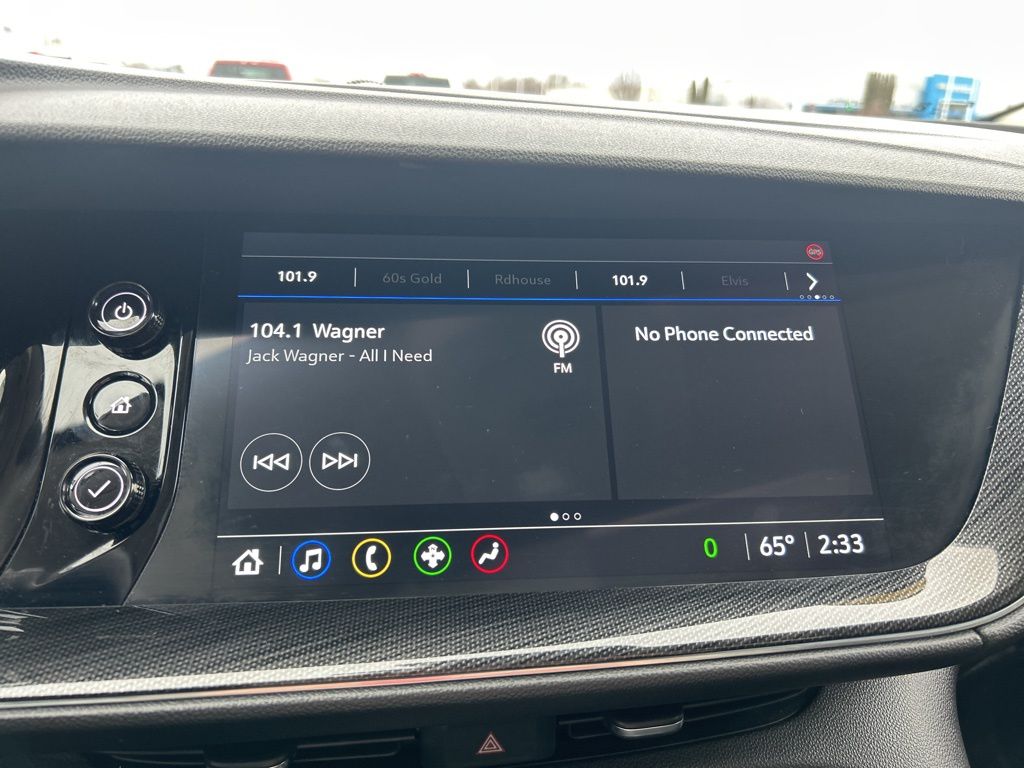 GPS
101.9 60s Gold Rdhouse 101.9 Elvis
104.1 Wagner
Jack Wagner - All I Need
FM
No Phone Connected
0 65° 2:33